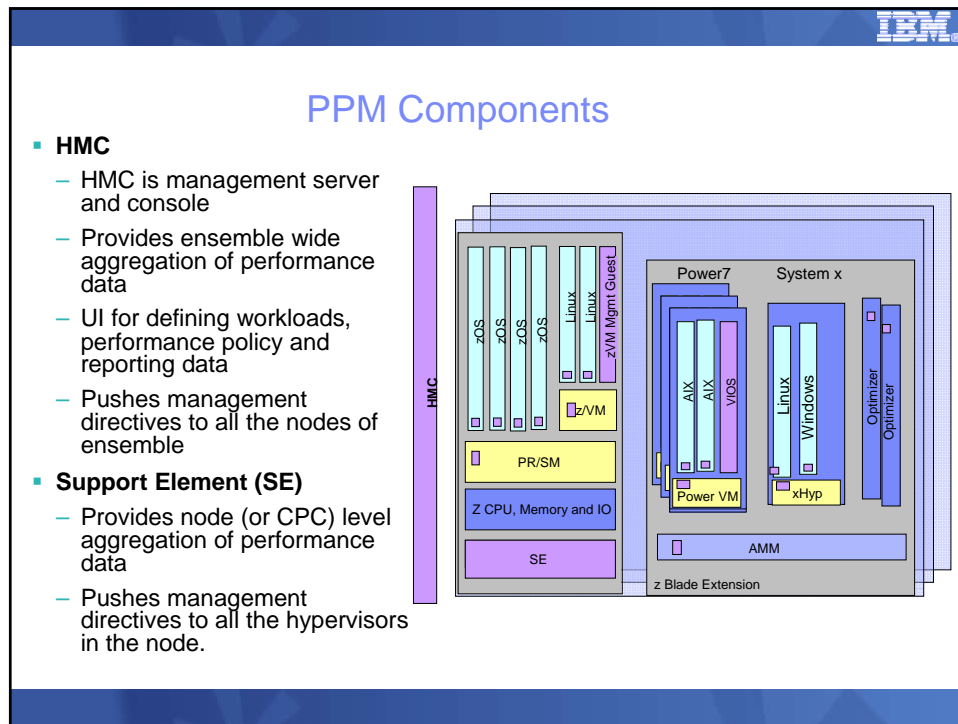 IBM®
PPM Components
▪ HMC
– HMC is management server
and console
– Provides ensemble wide
aggregation of performance
data
– UI for defining workloads,
performance policy and
reporting data
– Pushes management
directives to all the nodes of
ensemble
▪ Support Element (SE)
– Provides node (or CPC) level
aggregation of performance
data
– Pushes management
directives to all the hypervisors
in the node.
HMC
zOS
zOS
zOS
zOS
Linux
Linux
zVM Mgmt Guest
z/VM
PR/SM
Z CPU, Memory and IO
SE
Power7
System x
AIX
AIX
VIOS
Power VM
Linux
Windows
xHyp
Optimizer
Optimizer
AMM
z Blade Extension